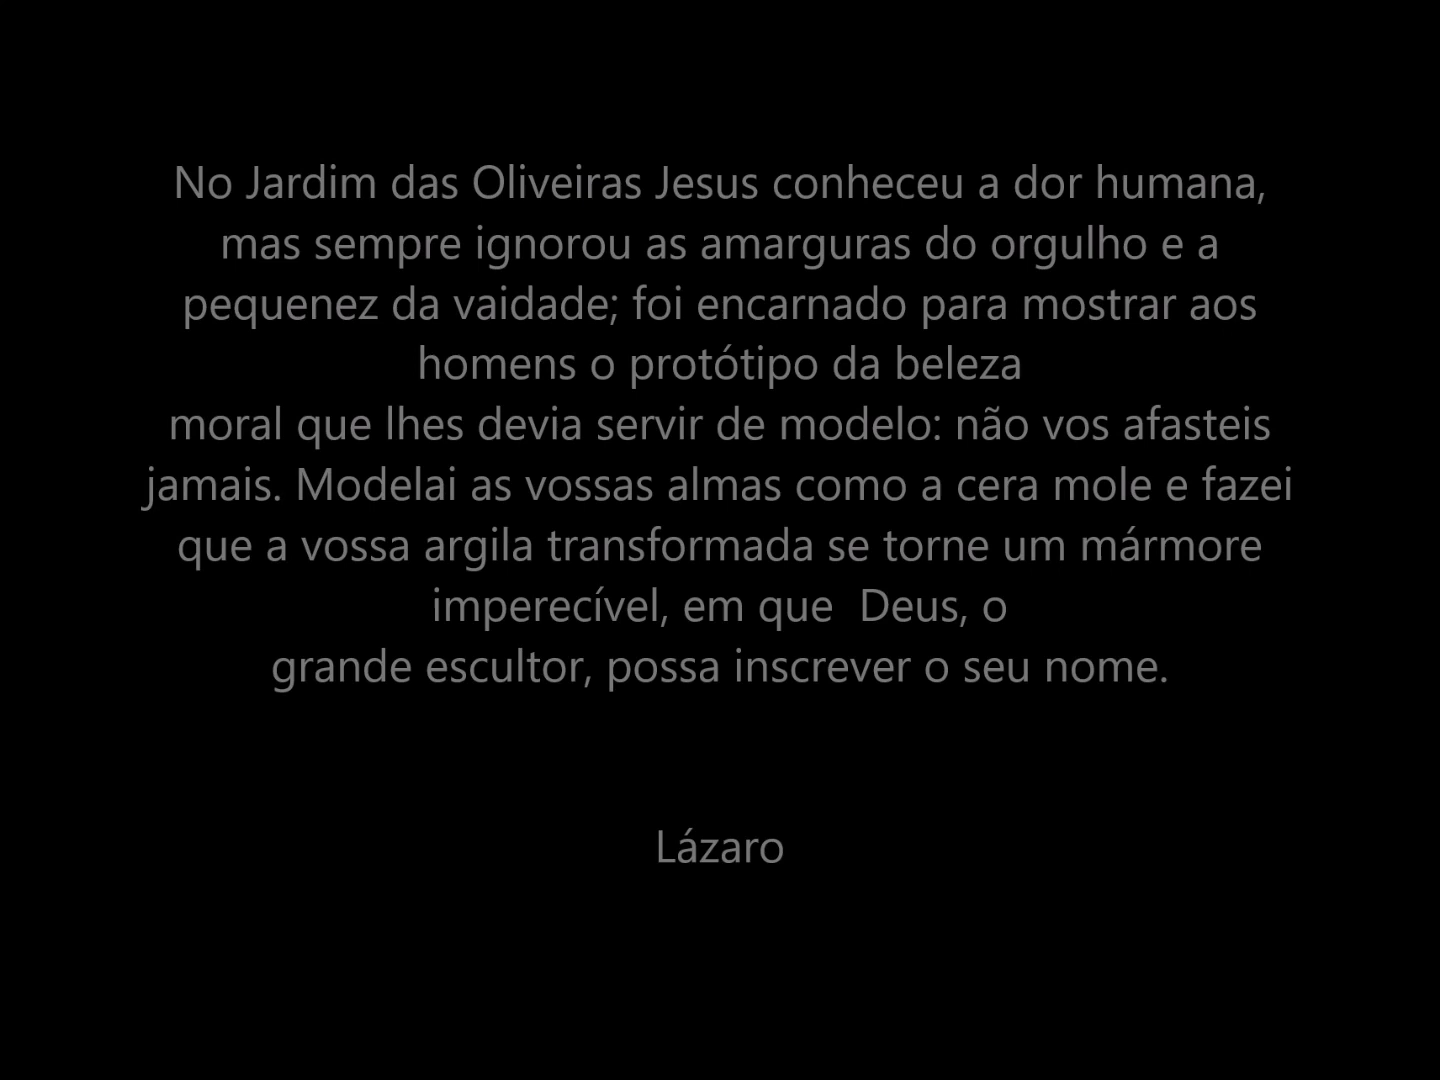 No Jardim das Oliveiras Jesus conheceu a dor humana,
mas sempre ignorou as amarguras do orgulho e a
pequenez da vaidade; foi encarnado para mostrar aos
homens o protótipo da beleza
moral que lhes devia servir de modelo: não vos afasteis
jamais. Modelai as vossas almas como a cera mole e fazei
que a vossa argila transformada se torne um mármore
imperecível, em que  Deus, o
grande escultor, possa inscrever o seu nome.
Lázaro